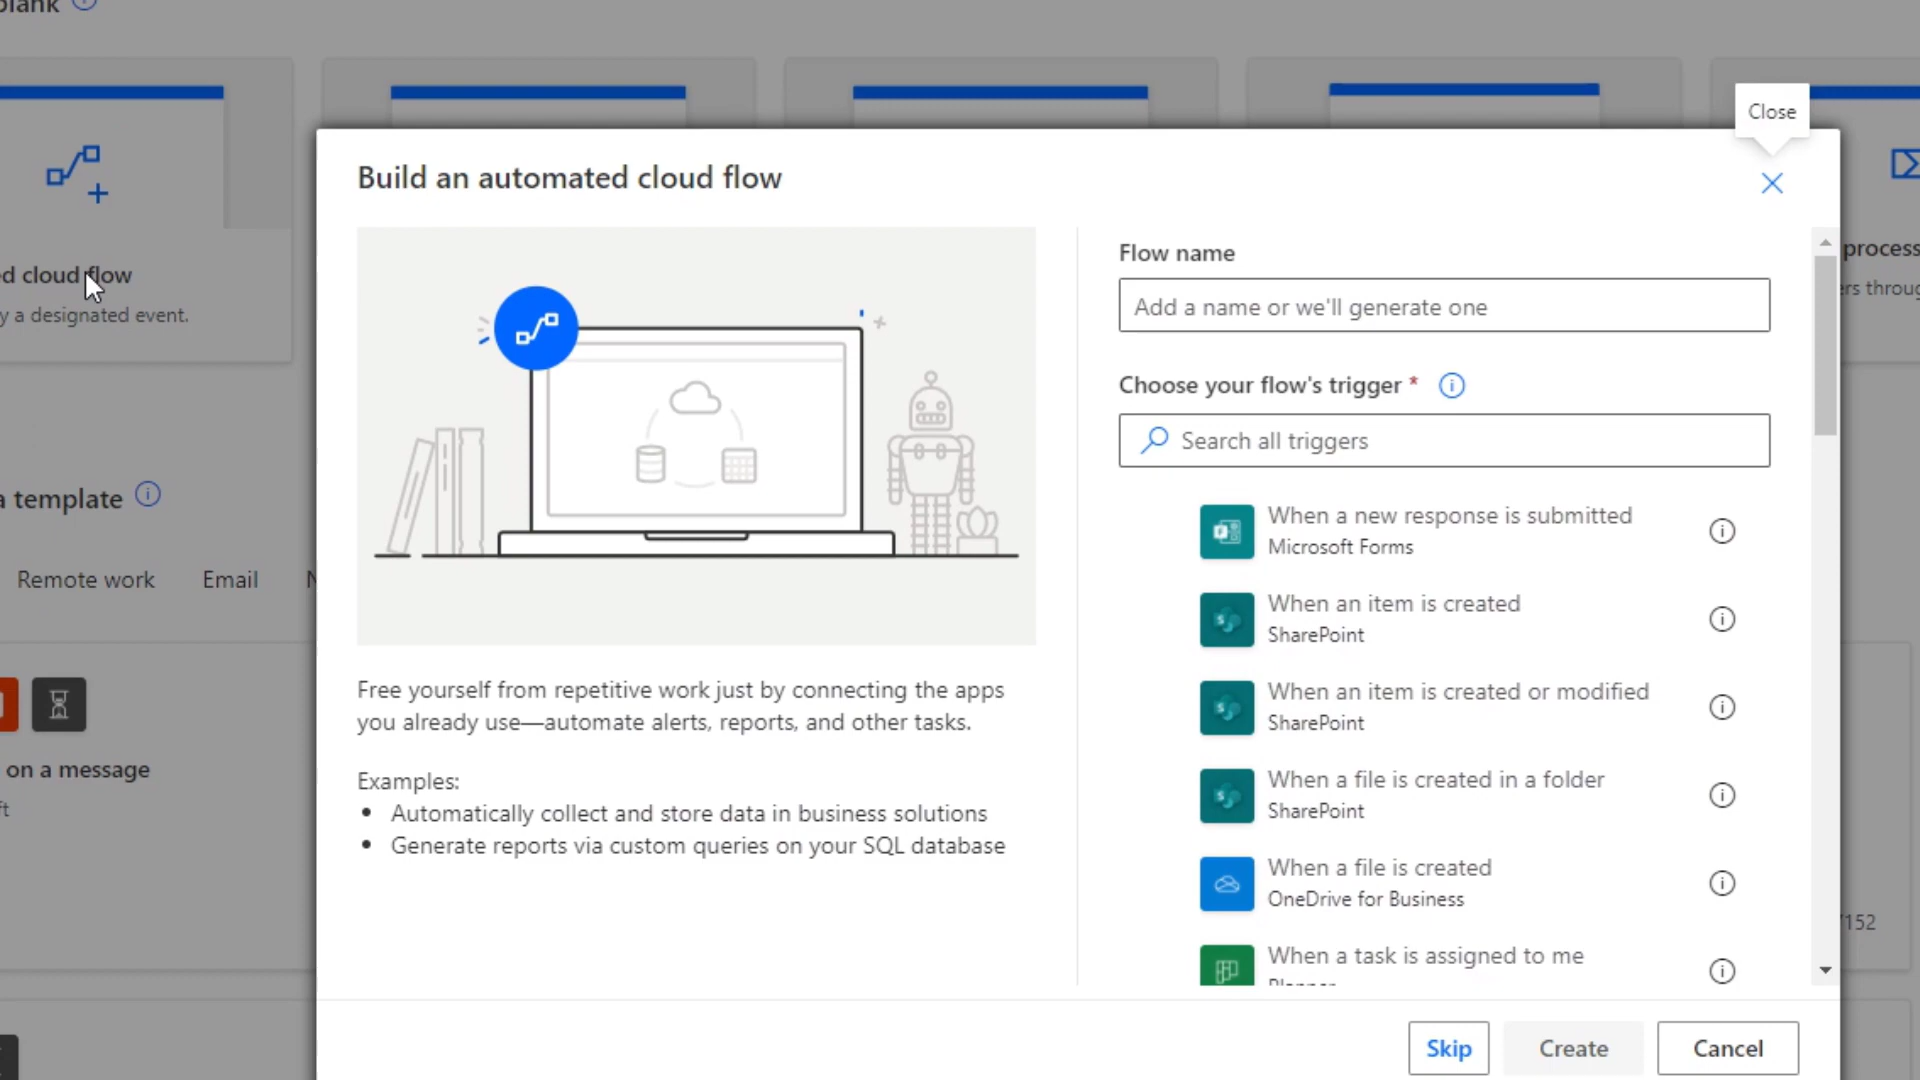 Close
Build an automated cloud flow
Flow name
Add a name or we'll generate one
Choose your flow's trigger *
Search all triggers
When a new response is submitted
Microsoft Forms
When an item is created
SharePoint
When an item is created or modified
SharePoint
When a file is created in a folder
SharePoint
When a file is created
OneDrive for Business
When a task is assigned to me
Free yourself from repetitive work just by connecting the apps
you already use—automate alerts, reports, and other tasks.
Examples:
• Automatically collect and store data in business solutions
• Generate reports via custom queries on your SQL database
Skip
Create
Cancel
cloud flow
y a designated event.
a template
Remote work
Email
on a message
process
152